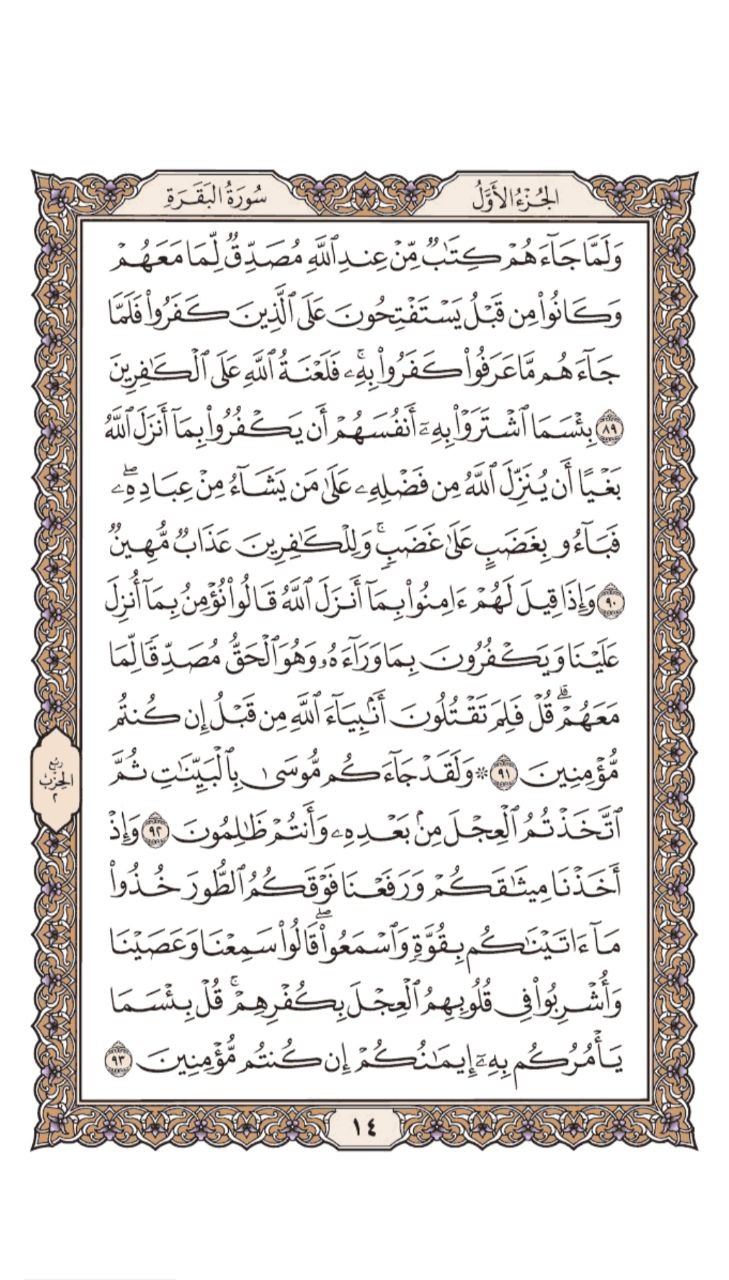 الجُزْءُ الأَوَّلُ
سُورَةُ البَقَرَةِ
وَلَمَّا جَآءَهُمْ كِتَٰبٌ مِّنْ عِندِ ٱللَّهِ مُصَدِّقٌ لِّمَا مَعَهُمْ
وَكَانُوا۟ مِن قَبْلُ يَسْتَفْتِحُونَ عَلَى ٱلَّذِينَ كَفَرُوا۟ فَلَمَّا
جَآءَهُم مَّا عَرَفُوا۟ كَفَرُوا۟ بِهِۦۚ فَلَعْنَةُ ٱللَّهِ عَلَى ٱلْكَٰفِرِينَ
٨٩ بِئْسَمَا ٱشْتَرَوْا۟ بِهِۦٓ أَنفُسَهُمْ أَن يَكْفُرُوا۟ بِمَآ أَنزَلَ ٱللَّهُ
بَغْيًا أَن يُنَزِّلَ ٱللَّهُ مِن فَضْلِهِۦ عَلَىٰ مَن يَشَآءُ مِنْ عِبَادِهِۦۖ
فَبَآءُو بِغَضَبٍ عَلَىٰ غَضَبٍۚ وَلِلْكَٰفِرِينَ عَذَابٌ مُّهِينٌ
٩٠ وَإِذَا قِيلَ لَهُمْ ءَامِنُوا۟ بِمَآ أَنزَلَ ٱللَّهُ قَالُوا۟ نُؤْمِنُ بِمَآ أُنزِلَ
عَلَيْنَا وَيَكْفُرُونَ بِمَا وَرَآءَهُۥ وَهُوَ ٱلْحَقُّ مُصَدِّقًا لِّمَا
مَعَهُمْۗ قُلْ فَلِمَ تَقْتُلُونَ أَنۢبِيَآءَ ٱللَّهِ مِن قَبْلُ إِن كُنتُم
مُّؤْمِنِينَ ٩١ ۞ وَلَقَدْ جَآءَكُم مُّوسَىٰ بِٱلْبَيِّنَٰتِ ثُمَّ
ٱتَّخَذْتُمُ ٱلْعِجْلَ مِنۢ بَعْدِهِۦ وَأَنتُمْ ظَٰلِمُونَ ٩٢ وَإِذْ
أَخَذْنَا مِيثَٰقَكُمْ وَرَفَعْنَا فَوْقَكُمُ ٱلطُّورَ خُذُوا۟
مَآ ءَاتَيْنَٰكُم بِقُوَّةٍ وَٱسْمَعُوا۟ۖ قَالُوا۟ سَمِعْنَا وَعَصَيْنَا
وَأُشْرِبُوا۟ فِى قُلُوبِهِمُ ٱلْعِجْلَ بِكُفْرِهِمْۚ قُلْ بِئْسَمَا
يَأْمُرُكُم بِهِۦٓ إِيمَٰنُكُمْ إِن كُنتُم مُّؤْمِنِينَ ٩٣
ربع
الحِزْب
٢
١٤